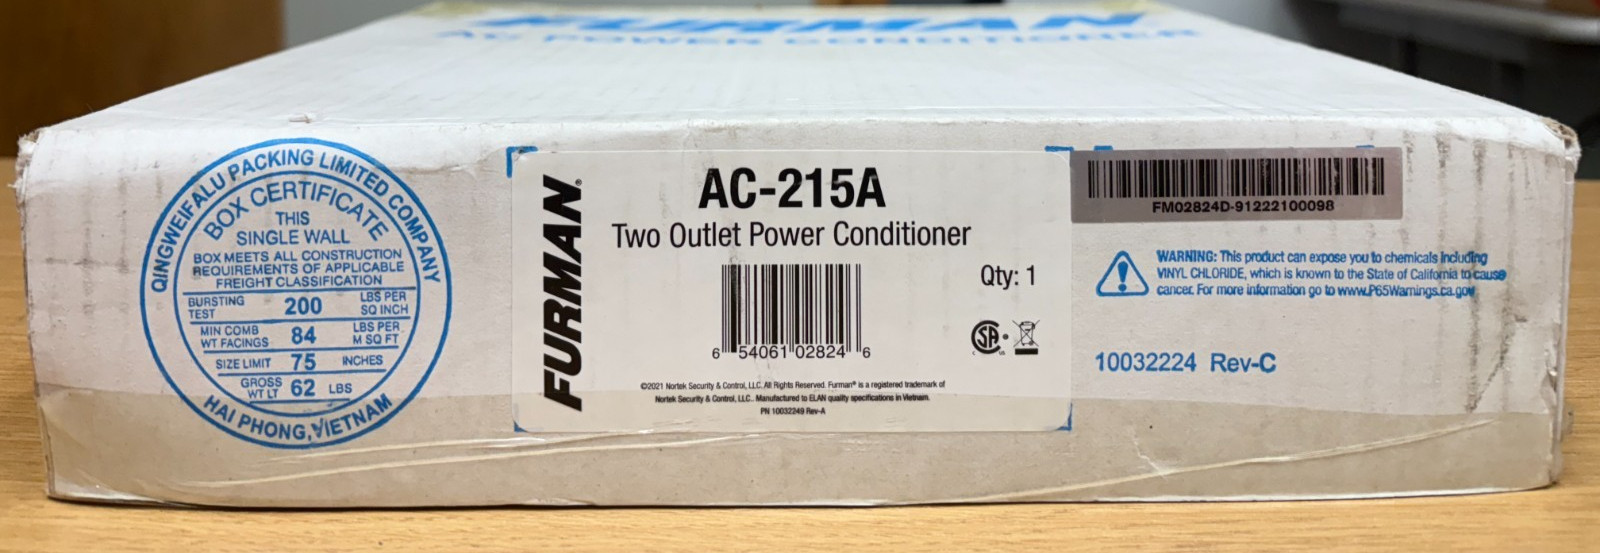 FURMAN
AC POWER CONDITIONER
QINGWEIFALU PACKING LIMITED COMPANY
BOX CERTIFICATE
THIS
SINGLE WALL
BOX MEETS ALL CONSTRUCTION
REQUIREMENTS OF APPLICABLE
FREIGHT CLASSIFICATION
BURSTING TEST 200 LBS PER SQ INCH
MIN COMB WT FACINGS 84 LBS PER M SQ FT
SIZE LIMIT 75 INCHES
GROSS WT LT 62 LBS
HAI PHONG,VIETNAM
FURMAN®
AC-215A
Two Outlet Power Conditioner
Qty: 1
6 54061 02824 6
©2021 Nortek Security & Control, LLC. All Rights Reserved. Furman® is a registered trademark of
Nortek Security & Control, LLC. Manufactured to ELAN quality specifications in Vietnam.
PN 10032249 Rev-A
FM02824D-91222100098
WARNING: This product can expose you to chemicals including
VINYL CHLORIDE, which is known to the State of California to cause
cancer. For more information go to www.P65Warnings.ca.gov
10032224 Rev-C